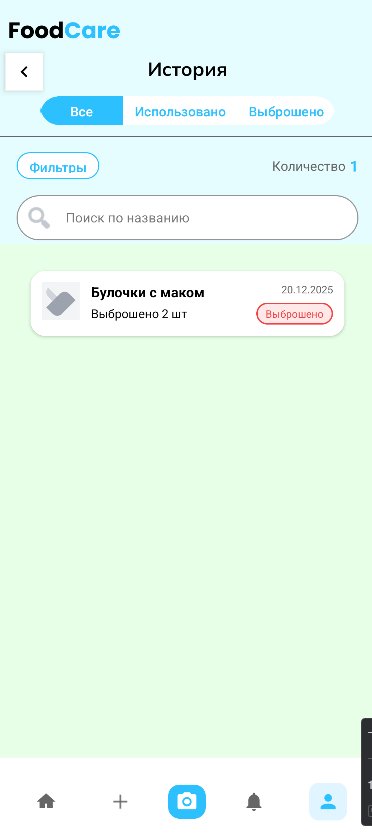 FoodCare
История
Все Использовано Выброшено
Фильтры Количество 1
Поиск по названию
Булочки с маком 20.12.2025
Выброшено 2 шт Выброшено